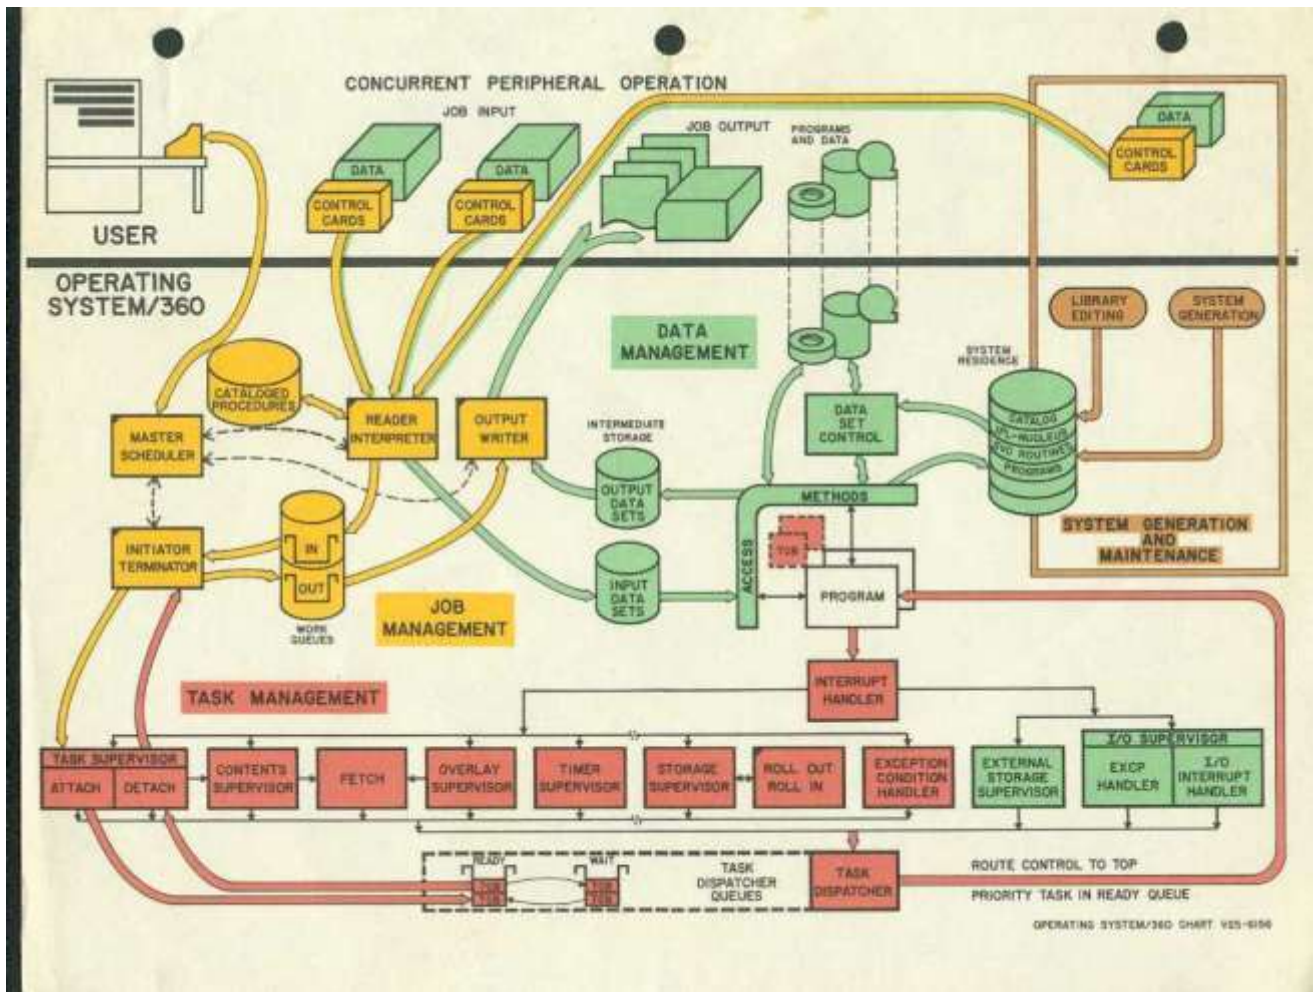 CONCURRENT PERIPHERAL OPERATION
JOB INPUT
JOB OUTPUT
PROGRAMS
AND DATA
DATA
CONTROL
CARDS
DATA
CONTROL
CARDS
DATA
CONTROL
CARDS
USER
OPERATING
SYSTEM/360
DATA
MANAGEMENT
LIBRARY
EDITING
SYSTEM
GENERATION
SYSTEM
RESIDENCE
CATALOGED
PROCEDURES
MASTER
SCHEDULER
READER
INTERPRETER
OUTPUT
WRITER
INTERMEDIATE
STORAGE
DATA
SET
CONTROL
CATALOG
IPL-NUCLEUS
SVC ROUTINES
PROGRAMS
OUTPUT
DATA
SETS
METHODS
ACCESS
SYSTEM GENERATION
AND
MAINTENANCE
INITIATOR
TERMINATOR
IN
OUT
WORK
QUEUES
INPUT
DATA
SETS
TCB
PROGRAM
JOB
MANAGEMENT
TASK MANAGEMENT
INTERRUPT
HANDLER
TASK SUPERVISOR
ATTACH
DETACH
CONTENTS
SUPERVISOR
FETCH
OVERLAY
SUPERVISOR
TIMER
SUPERVISOR
STORAGE
SUPERVISOR
ROLL OUT
ROLL IN
EXCEPTION
CONDITION
HANDLER
EXTERNAL
STORAGE
SUPERVISOR
I/O SUPERVISOR
EXCP
HANDLER
I/O
INTERRUPT
HANDLER
READY
WAIT
TCB
TCB
TCB
TCB
TASK
DISPATCHER
QUEUES
TASK
DISPATCHER
ROUTE CONTROL TO TOP
PRIORITY TASK IN READY QUEUE
OPERATING SYSTEM/360 CHART